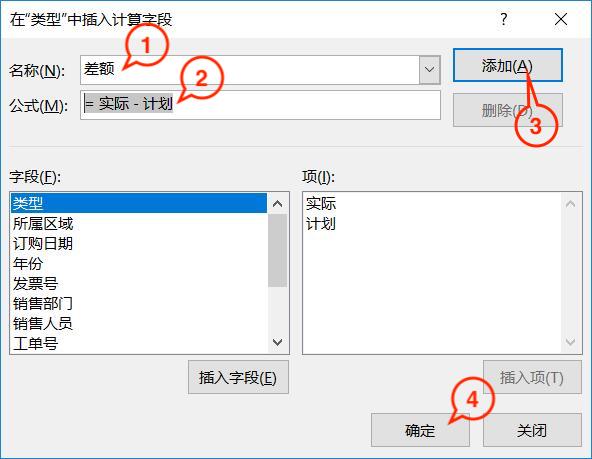 在“类型”中插入计算字段
? ×
1
名称(N):
差额
添加(A)
2
公式(M):
= 实际 - 计划
删除(D)
3
字段(F):
项(I):
类型
所属区域
订购日期
年份
发票号
销售部门
销售人员
工单号
实际
计划
插入字段(E)
插入项(T)
4
确定
关闭